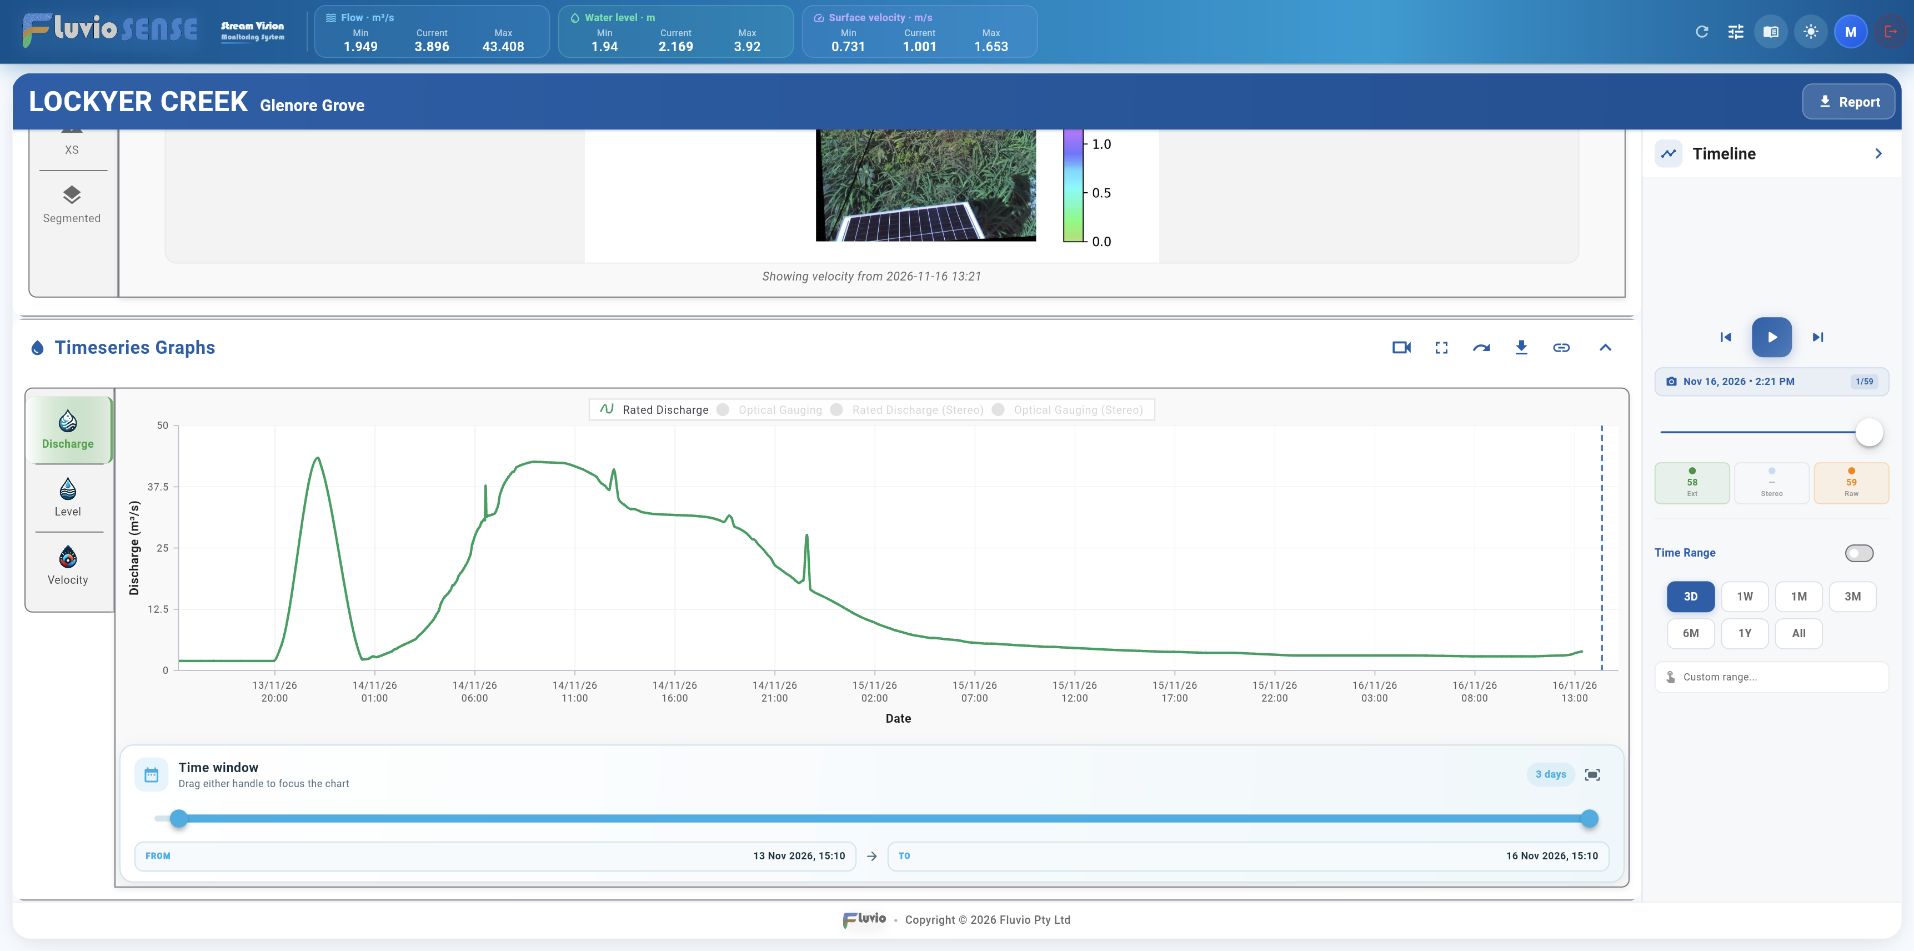 Fluvio SENSE
Stream Vision
Monitoring System
Flow · m³/s
Min Current Max
1.949 3.896 43.408
Water level · m
Min Current Max
1.94 2.169 3.92
Surface velocity · m/s
Min Current Max
0.731 1.001 1.653
M
LOCKYER CREEK Glenore Grove
Report
XS
Segmented
1.0
0.5
0.0
Showing velocity from 2026-11-16 13:21
Timeline
Nov 16, 2026 • 2:21 PM 1/59
58
Ext
--
Stereo
59
Raw
Time Range
3D 1W 1M 3M
6M 1Y All
Custom range...
Timeseries Graphs
Discharge
Level
Velocity
Rated Discharge Optical Gauging Rated Discharge (Stereo) Optical Gauging (Stereo)
Discharge (m³/s)
50
37.5
25
12.5
0
13/11/26 14/11/26 14/11/26 14/11/26 14/11/26 14/11/26 15/11/26 15/11/26 15/11/26 15/11/26 15/11/26 16/11/26 16/11/26 16/11/26
20:00 01:00 06:00 11:00 16:00 21:00 02:00 07:00 12:00 17:00 22:00 03:00 08:00 13:00
Date
Time window
Drag either handle to focus the chart
3 days
FROM 13 Nov 2026, 15:10
TO 16 Nov 2026, 15:10
Fluvio • Copyright © 2026 Fluvio Pty Ltd